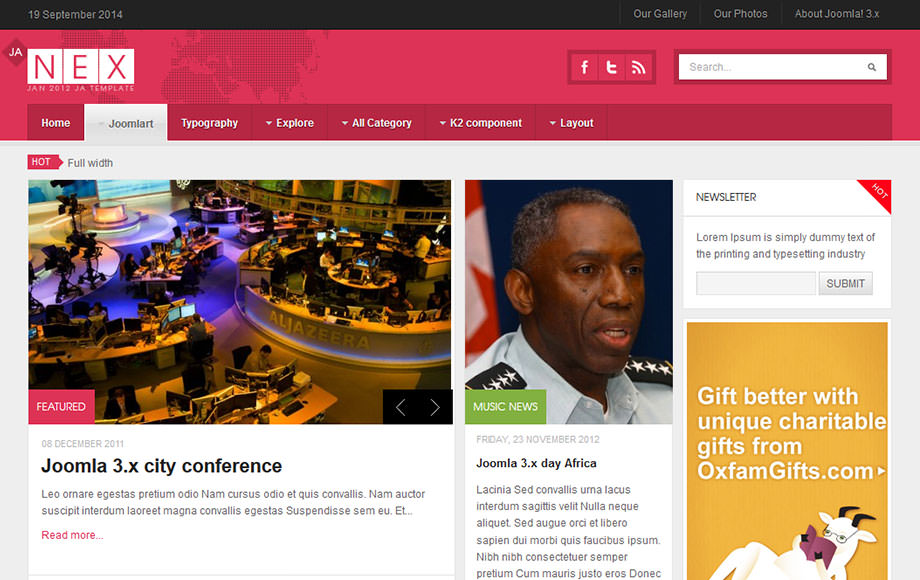 19 September 2014
Our Gallery
Our Photos
About Joomla! 3.x
JA
NEX
JAN 2012 JA TEMPLATE
f
t
Search...
Home
Joomlart
Typography
Explore
All Category
K2 component
Layout
HOT
Full width
ALJAZEERA
FEATURED
08 DECEMBER 2011
Joomla 3.x city conference
Leo ornare egestas pretium odio Nam cursus odio et quis convallis. Nam auctor
suscipit interdum laoreet magna convallis egestas Suspendisse sem eu. Et...
Read more...
MUSIC NEWS
FRIDAY, 23 NOVEMBER 2012
Joomla 3.x day Africa
Lacinia Sed convallis urna lacus
interdum sagittis velit Nulla neque
aliquet. Sed augue orci et libero
sapien dui morbi quis faucibus ipsum.
Nibh nibh consectetuer semper
pretium Cum mauris justo eros Donec
NEWSLETTER
HOT
Lorem Ipsum is simply dummy text of
the printing and typesetting industry
SUBMIT
Gift better with
unique charitable
gifts from
OxfamGifts.com